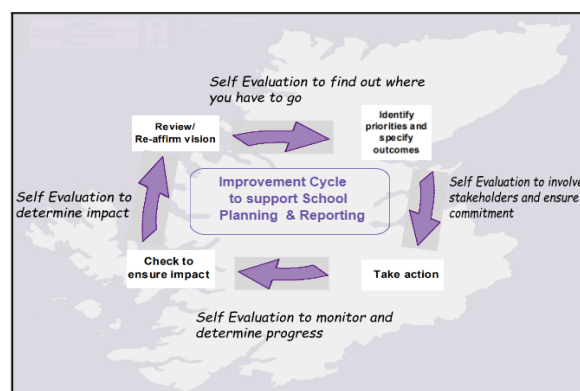 Self Evaluation to find out where
you have to go
Review/
Re-affirm vision
Identify
priorities and
specify
outcomes
Self Evaluation to
determine impact
Improvement Cycle
to support School
Planning & Reporting
Self Evaluation to involve
stakeholders and ensure
commitment
Check to
ensure impact
Take action
Self Evaluation to monitor and
determine progress